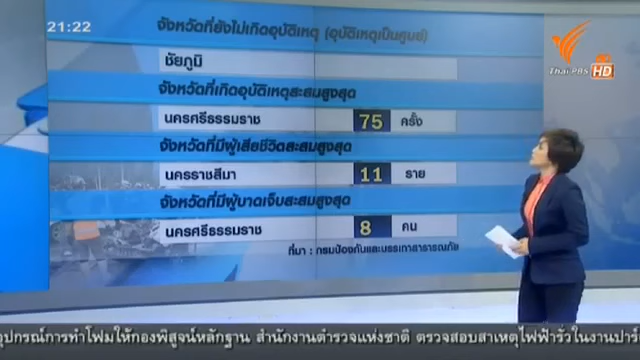 21:22
จังหวัดที่ยังไม่เกิดอุบัติเหตุ (อุบัติเหตุเป็นศูนย์)
ThaiPBS HD
ชัยภูมิ
จังหวัดที่เกิดอุบัติเหตุสะสมสูงสุด
นครศรีธรรมราช 75 ครั้ง
จังหวัดที่มีผู้เสียชีวิตสะสมสูงสุด
นครราชสีมา 11 ราย
จังหวัดที่มีผู้บาดเจ็บสะสมสูงสุด
นครศรีธรรมราช 8 คน
ที่มา : กรมป้องกันและบรรเทาสาธารณภัย
อุปกรณ์การทำโฟมให้กองพิสูจน์หลักฐาน สำนักงานตำรวจแห่งชาติ ตรวจสอบสาเหตุไฟฟ้ารั่วในงานปาร์